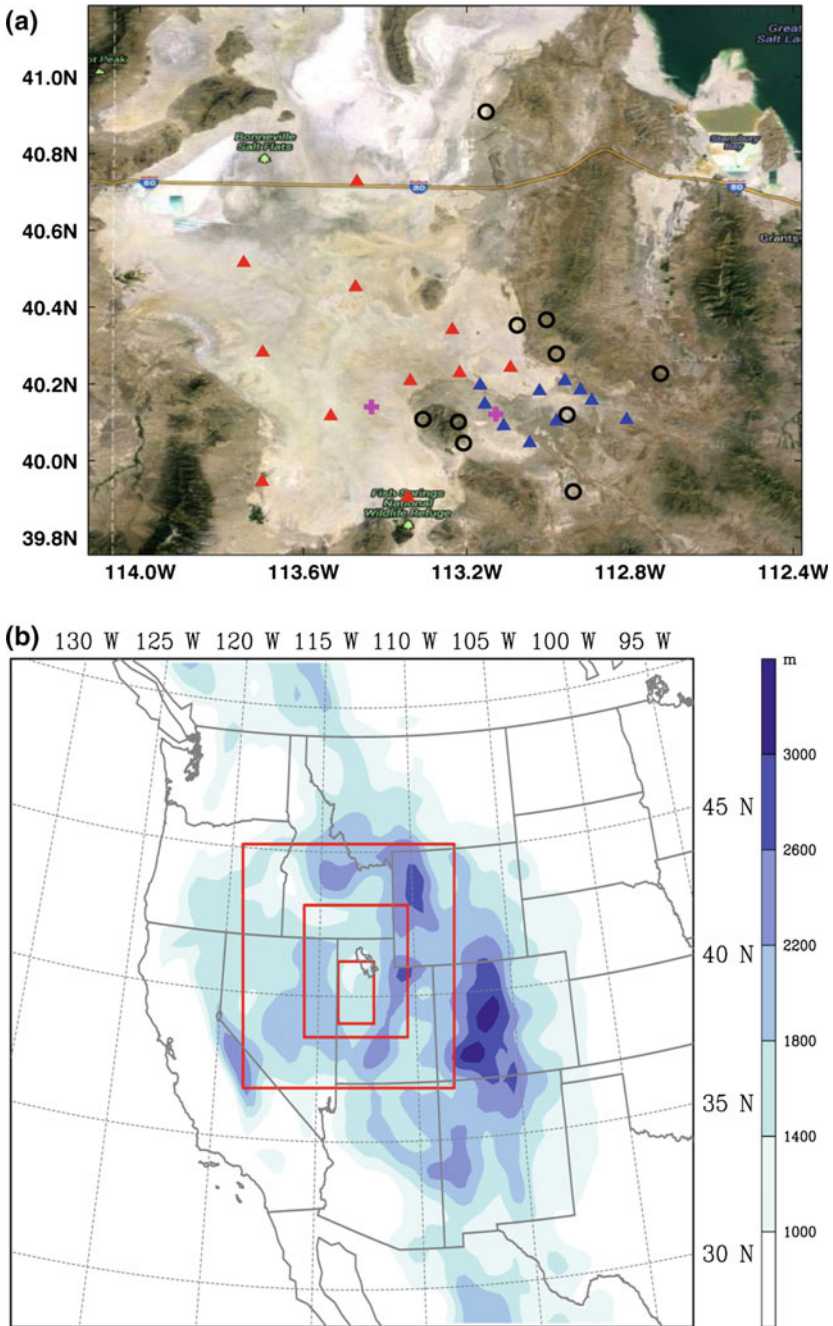 (a)
41.0N
40.8N
40.6N
40.4N
40.2N
40.0N
39.8N
Peak
Great
Salt La
Bonneville
Salt Flats
Stansbury
Bay
80
80
80
Grants-
Fish Springs
National
Wildlife Refuge
114.0W 113.6W 113.2W 112.8W 112.4W
(b)
130 W 125 W 120 W 115 W 110 W 105 W 100 W 95 W
m
3000
2600
2200
1800
1400
1000
45 N
40 N
35 N
30 N